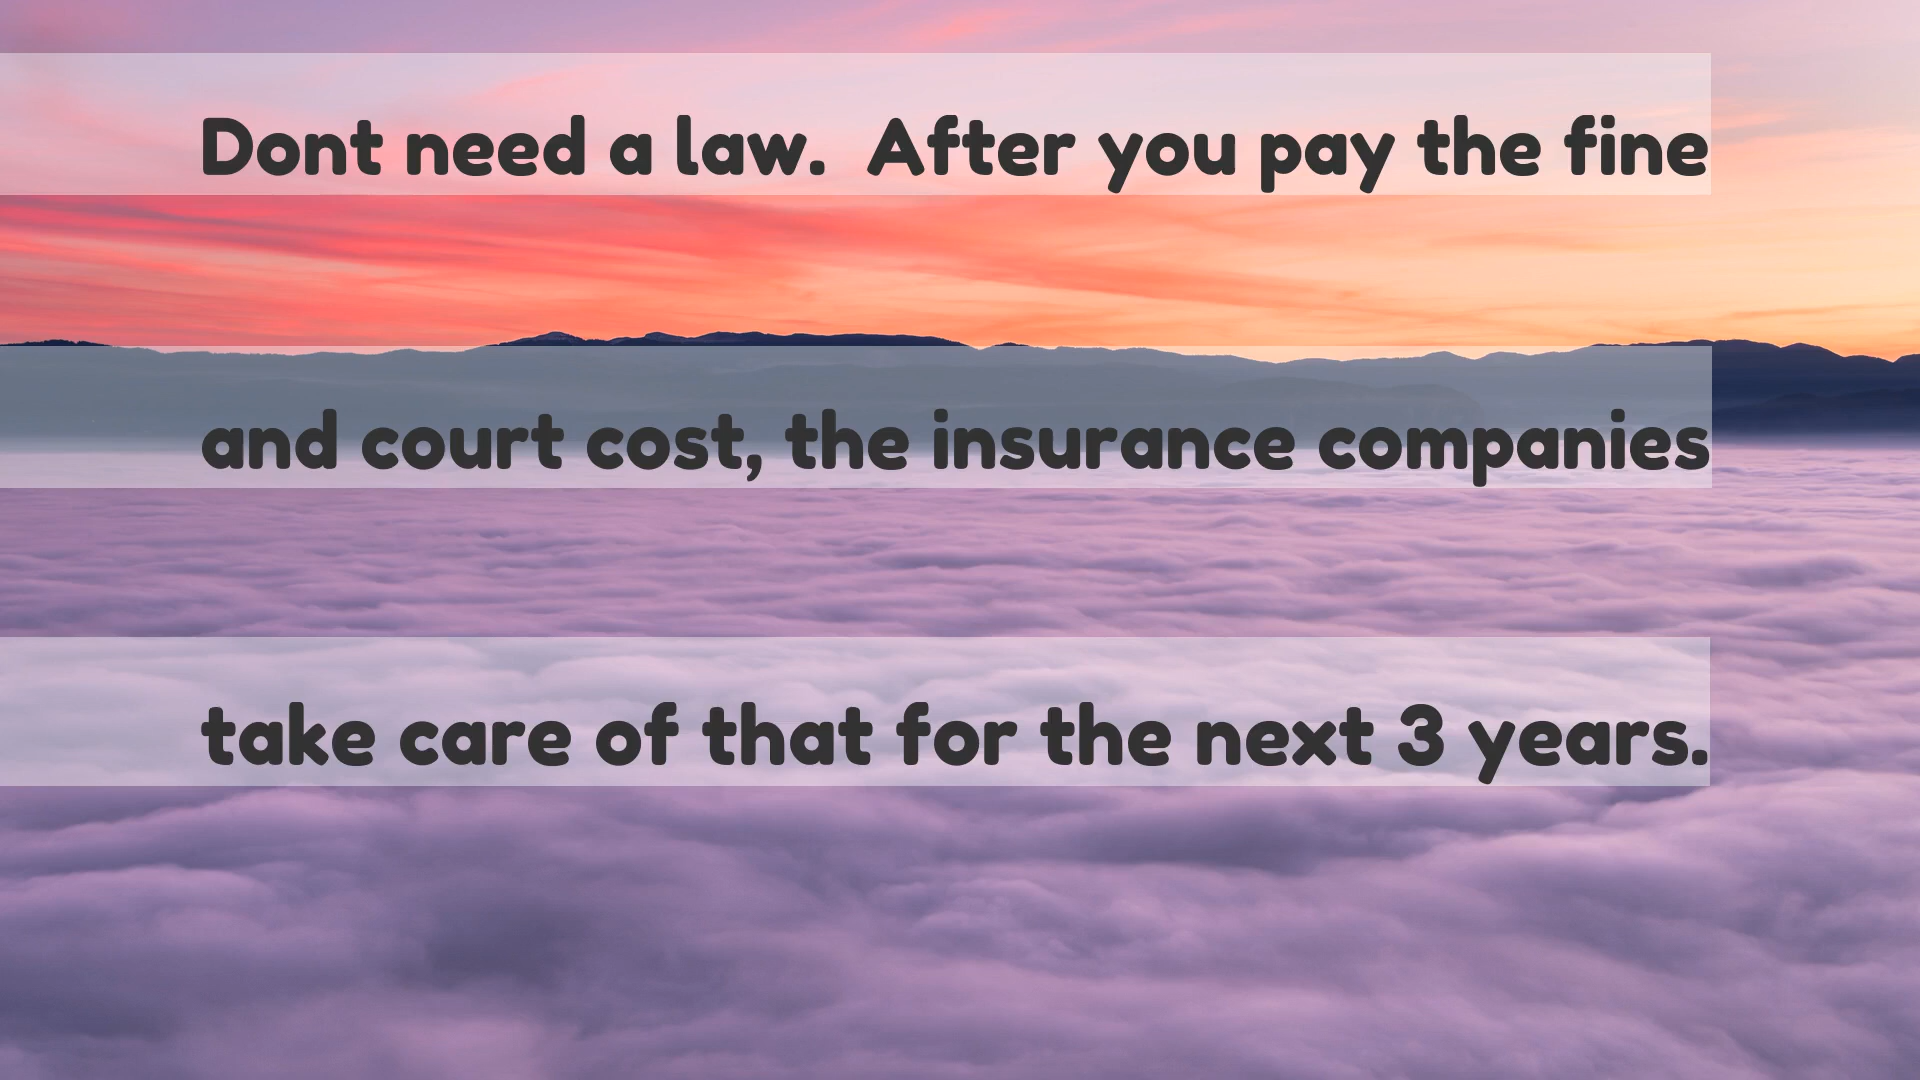 Dont need a law.  After you pay the fine
and court cost, the insurance companies
take care of that for the next 3 years.